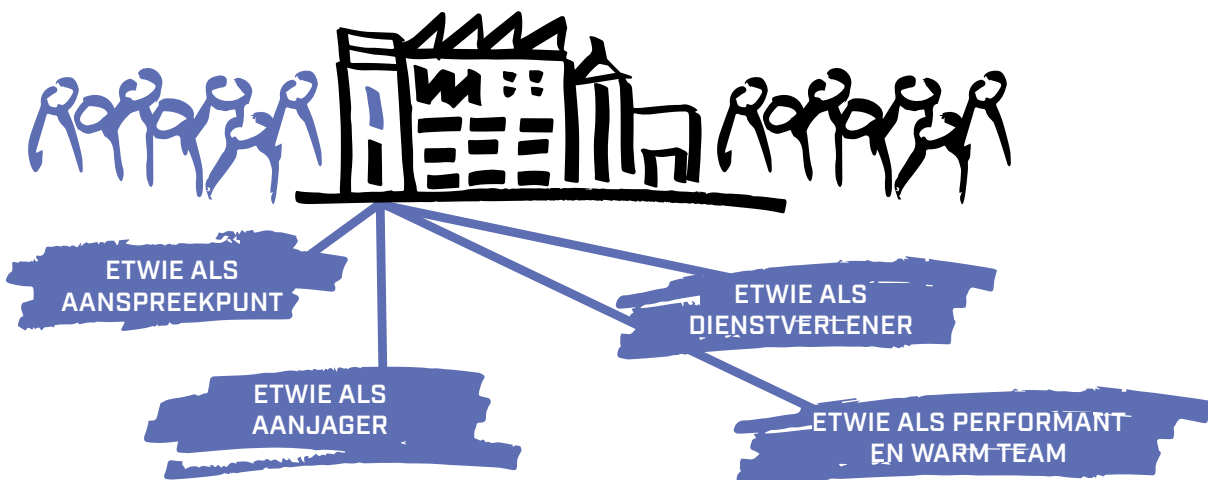 ETWIE ALS
AANSPREEKPUNT
ETWIE ALS
DIENSTVERLENER
ETWIE ALS
AANJAGER
ETWIE ALS PERFORMANT
EN WARM TEAM